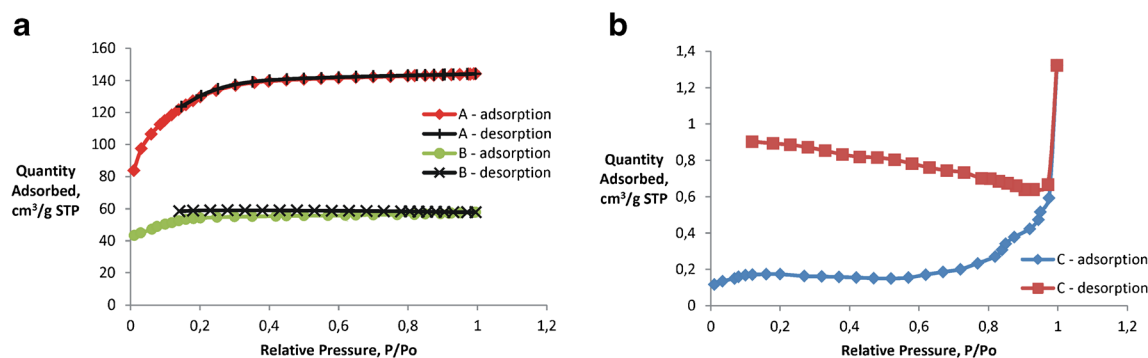 a
160
140
120
100
80
60
40
20
0
Quantity
Adsorbed,
cm³/g STP
A - adsorption
A - desorption
B - adsorption
B - desorption
0 0,2 0,4 0,6 0,8 1 1,2
Relative Pressure, P/Po
b
1,4
1,2
1
0,8
0,6
0,4
0,2
0
Quantity
Adsorbed,
cm³/g STP
C - adsorption
C - desorption
0 0,2 0,4 0,6 0,8 1 1,2
Relative Pressure, P/Po